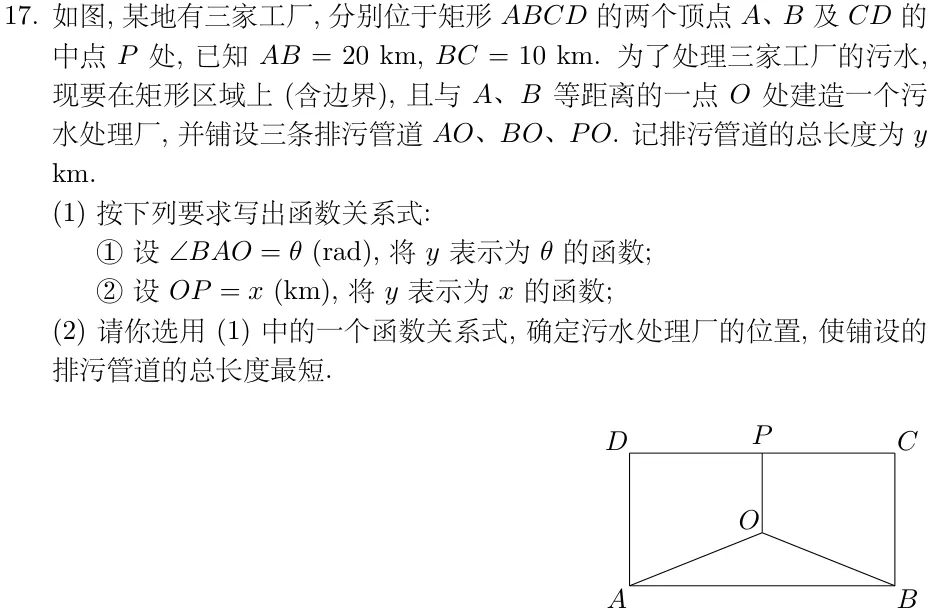 17. 如图, 某地有三家工厂, 分别位于矩形 ABCD 的两个顶点 A、B 及 CD 的
中点 P 处, 已知 AB = 20 km, BC = 10 km. 为了处理三家工厂的污水,
现要在矩形区域上 (含边界), 且与 A、B 等距离的一点 O 处建造一个污
水处理厂, 并铺设三条排污管道 AO、BO、PO. 记排污管道的总长度为 y
km.
(1) 按下列要求写出函数关系式:
① 设 ∠BAO = θ (rad), 将 y 表示为 θ 的函数;
② 设 OP = x (km), 将 y 表示为 x 的函数;
(2) 请你选用 (1) 中的一个函数关系式, 确定污水处理厂的位置, 使铺设的
排污管道的总长度最短.
D P C
O
A B